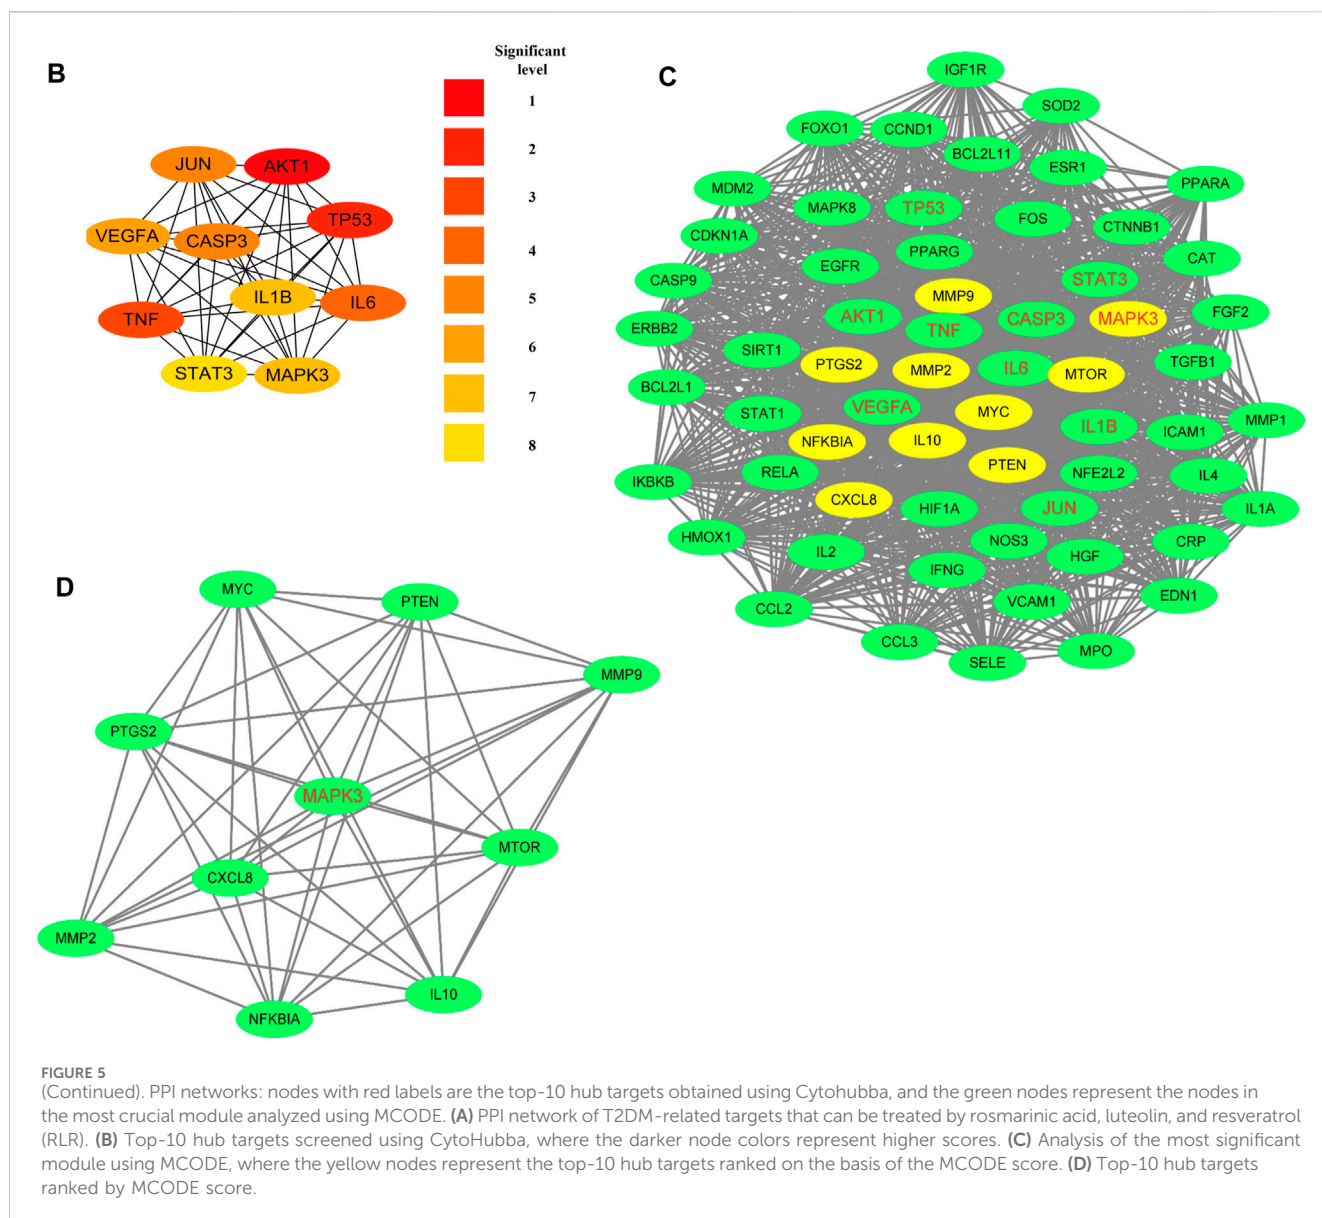 B
Significant
level
1
2
3
4
5
6
7
8
JUN
AKT1
TP53
VEGFA
CASP3
IL1B
IL6
TNF
STAT3
MAPK3
C
IGF1R
SOD2
FOXO1
CCND1
BCL2L11
ESR1
PPARA
MDM2
MAPK8
TP53
FOS
CTNNB1
CDKN1A
PPARG
CAT
EGFR
STAT3
CASP9
MMP9
FGF2
ERBB2
AKT1
TNF
CASP3
MAPK3
SIRT1
TGFB1
PTGS2
MMP2
IL6
MTOR
BCL2L1
VEGFA
STAT1
MYC
MMP1
IL1B
ICAM1
NFKBIA
IL10
RELA
PTEN
NFE2L2
IL4
IKBKB
CXCL8
HIF1A
JUN
IL1A
HMOX1
IL2
NOS3
HGF
CRP
IFNG
EDN1
CCL2
VCAM1
CCL3
SELE
MPO
D
MYC
PTEN
MMP9
PTGS2
MAPK3
MTOR
CXCL8
MMP2
IL10
NFKBIA
FIGURE 5
(Continued). PPI networks: nodes with red labels are the top-10 hub targets obtained using Cytohubba, and the green nodes represent the nodes in
the most crucial module analyzed using MCODE. (A) PPI network of T2DM-related targets that can be treated by rosmarinic acid, luteolin, and resveratrol
(RLR). (B) Top-10 hub targets screened using CytoHubba, where the darker node colors represent higher scores. (C) Analysis of the most significant
module using MCODE, where the yellow nodes represent the top-10 hub targets ranked on the basis of the MCODE score. (D) Top-10 hub targets
ranked by MCODE score.